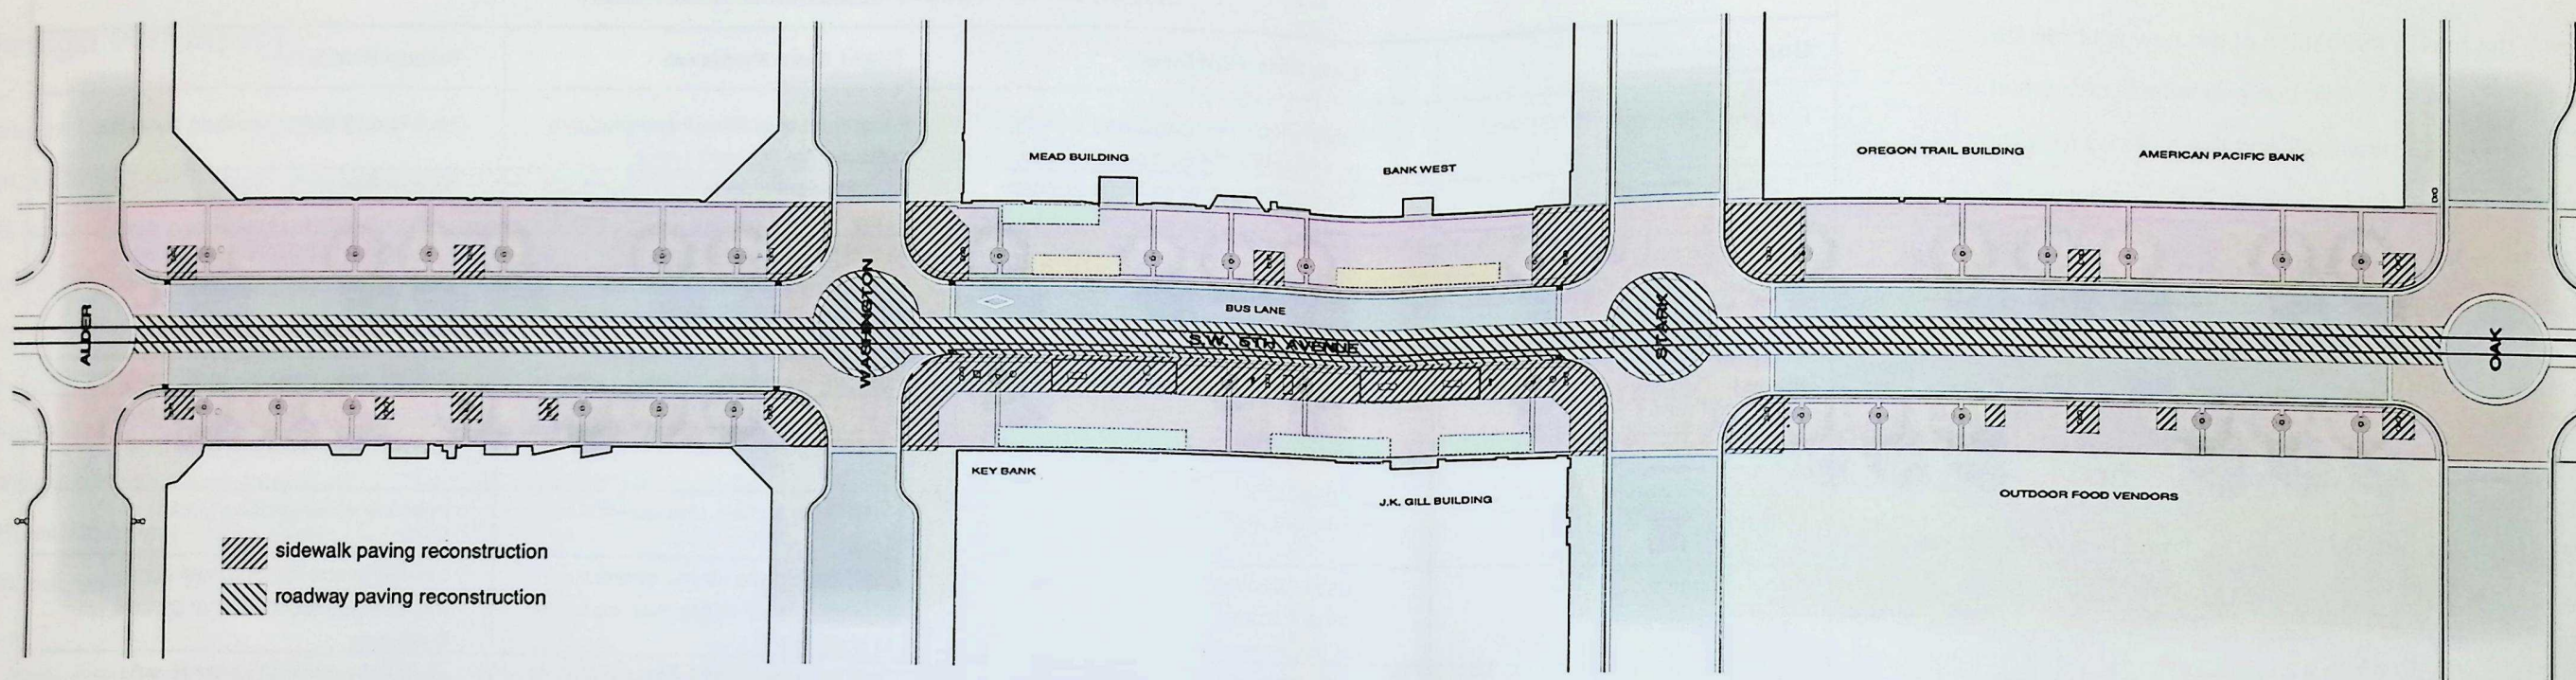 MEAD BUILDING
BANK WEST
OREGON TRAIL BUILDING
AMERICAN PACIFIC BANK
BUS LANE
ALDER
WASHINGTON
S.W. 5TH AVENUE
STARK
OAK
KEY BANK
J.K. GILL BUILDING
OUTDOOR FOOD VENDORS
sidewalk paving reconstruction
roadway paving reconstruction